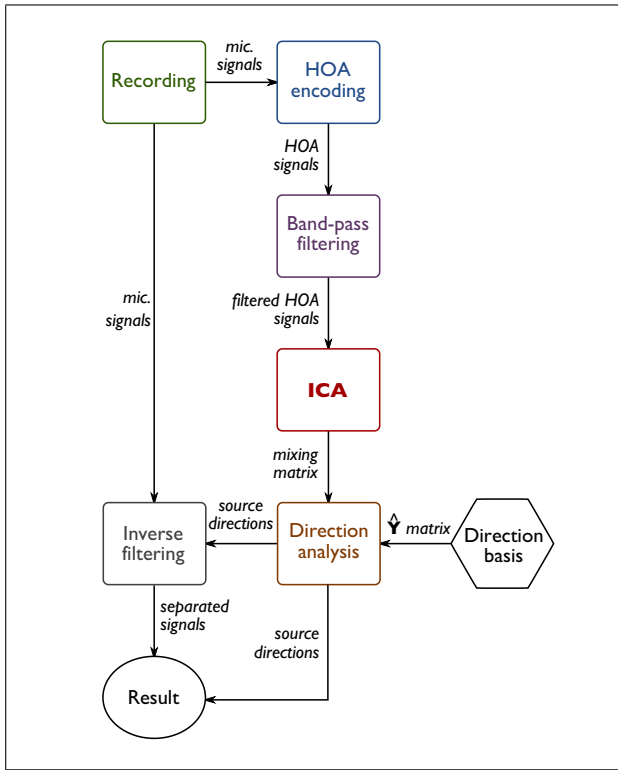 mic.
signals
Recording
HOA
encoding
HOA
signals
Band-pass
filtering
filtered HOA
signals
mic.
signals
ICA
mixing
matrix
source
directions
Ŷ matrix
Inverse
filtering
Direction
analysis
Direction
basis
separated
signals
source
directions
Result